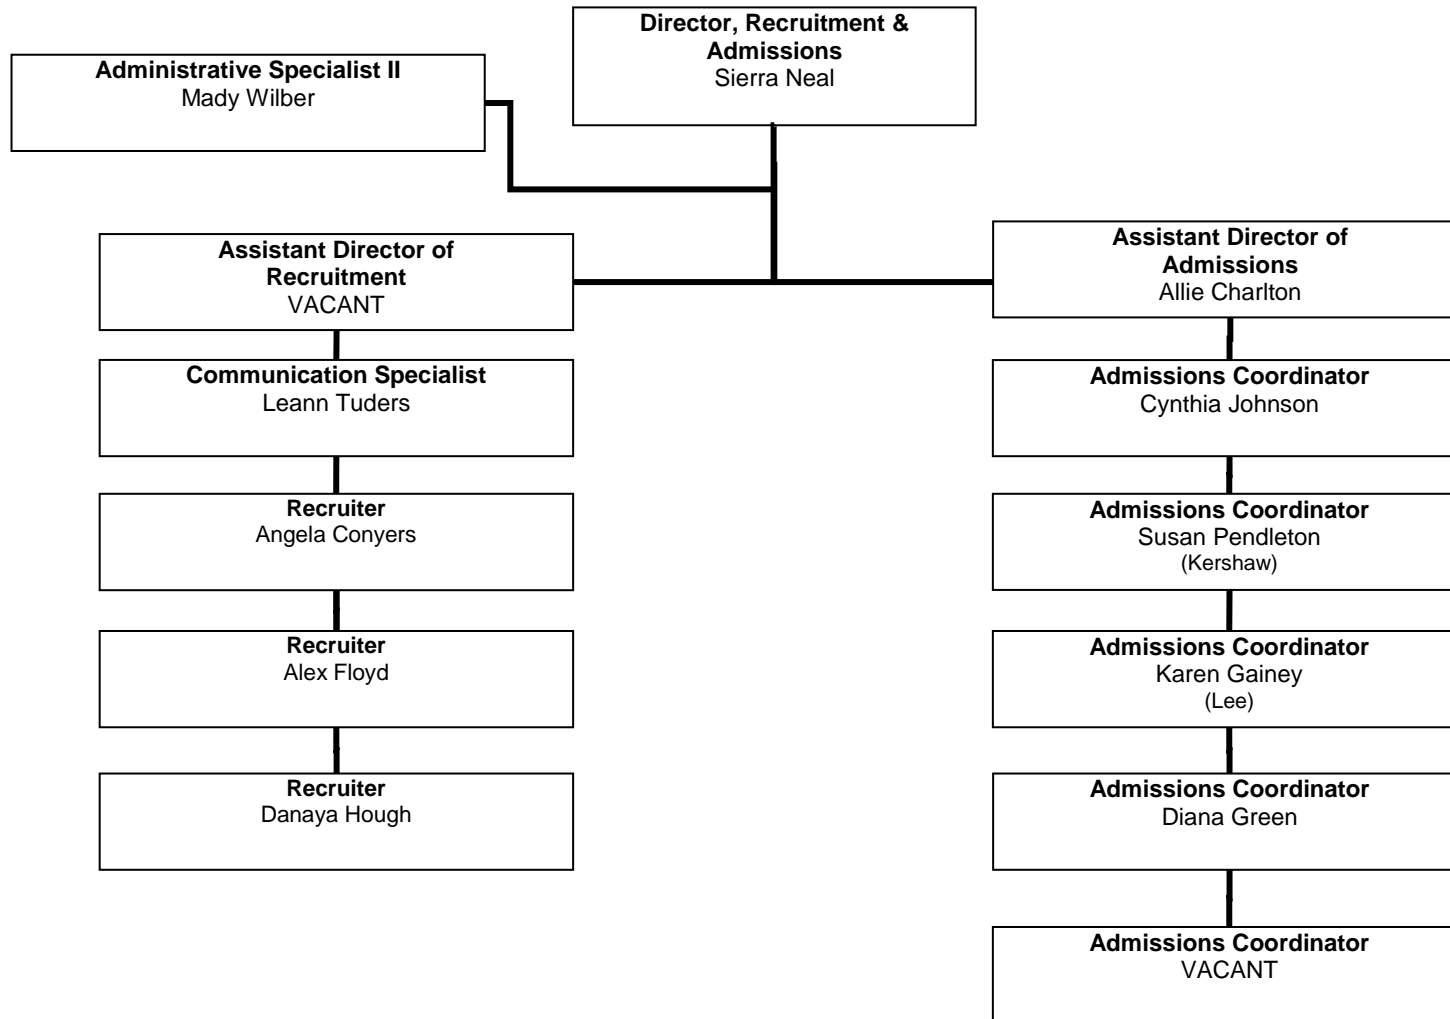 Director, Recruitment &
Admissions
Sierra Neal
Administrative Specialist II
Mady Wilber
Assistant Director of
Recruitment
VACANT
Assistant Director of
Admissions
Allie Charlton
Communication Specialist
Leann Tuders
Admissions Coordinator
Cynthia Johnson
Recruiter
Angela Conyers
Admissions Coordinator
Susan Pendleton
(Kershaw)
Recruiter
Alex Floyd
Admissions Coordinator
Karen Gainey
(Lee)
Recruiter
Danaya Hough
Admissions Coordinator
Diana Green
Admissions Coordinator
VACANT